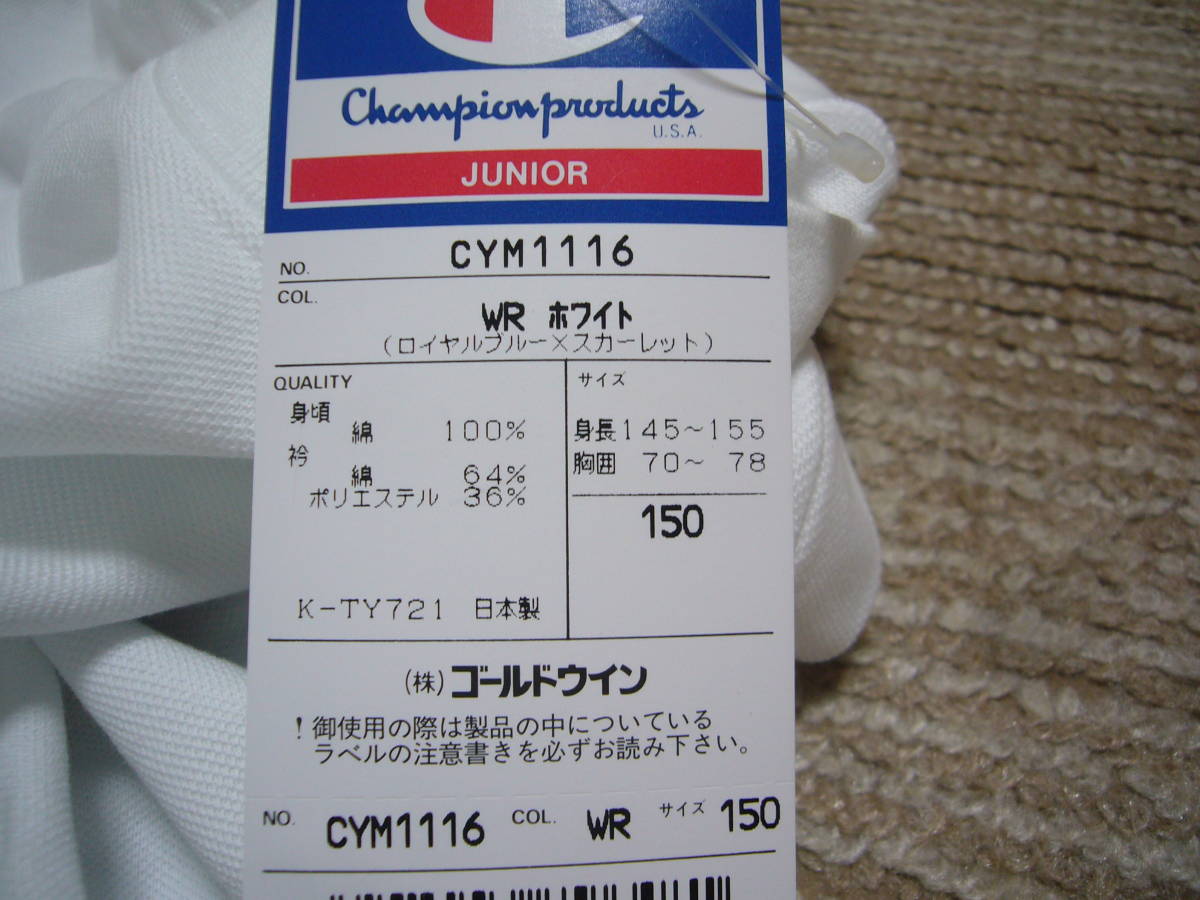 Champion products
U.S.A.
JUNIOR
NO. CYM1116
COL.
WR ホワイト
(ロイヤルブルー×スカーレット)
QUALITY
身頃
綿 100%
衿
綿 64%
ポリエステル 36%
K-TY721 日本製
サイズ
身長145~155
胸囲 70~ 78
150
(株)ゴールドウイン
!御使用の際は製品の中についている
ラベルの注意書きを必ずお読み下さい。
NO. CYM1116 COL. WR サイズ 150